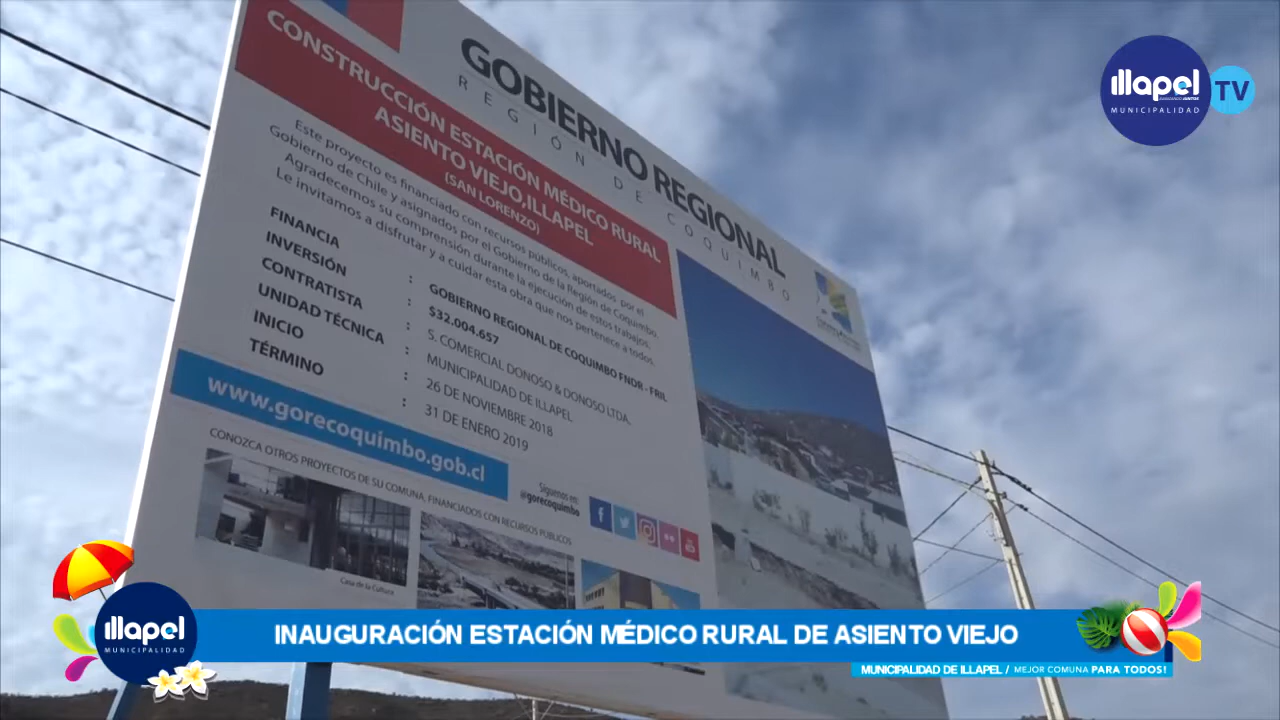 GOBIERNO REGIONAL
REGIÓN DE COQUIMBO
CONSTRUCCIÓN ESTACIÓN MÉDICO RURAL
ASIENTO VIEJO,ILLAPEL
(SAN LORENZO)
Este proyecto es financiado con recursos públicos, aportados por el
Gobierno de Chile y asignados por el Gobierno de la Región de Coquimbo.
Agradecemos su comprensión durante la ejecución de estos trabajos.
Le invitamos a disfrutar y a cuidar esta obra que nos pertenece a todos.
FINANCIA : GOBIERNO REGIONAL DE COQUIMBO FNDR - FRIL
INVERSIÓN : $32.004.657
CONTRATISTA : S. COMERCIAL DONOSO & DONOSO LTDA.
UNIDAD TÉCNICA : MUNICIPALIDAD DE ILLAPEL
INICIO : 26 DE NOVIEMBRE 2018
TÉRMINO : 31 DE ENERO 2019
www.gorecoquimbo.gob.cl
Síguenos en:
@gorecoquimbo
CONOZCA OTROS PROYECTOS DE SU COMUNA, FINANCIADOS CON RECURSOS PÚBLICOS
Casa de la Cultura
illapel TV
MUNICIPALIDAD
illapel
MUNICIPALIDAD
INAUGURACIÓN ESTACIÓN MÉDICO RURAL DE ASIENTO VIEJO
MUNICIPALIDAD DE ILLAPEL / MEJOR COMUNA PARA TODOS!